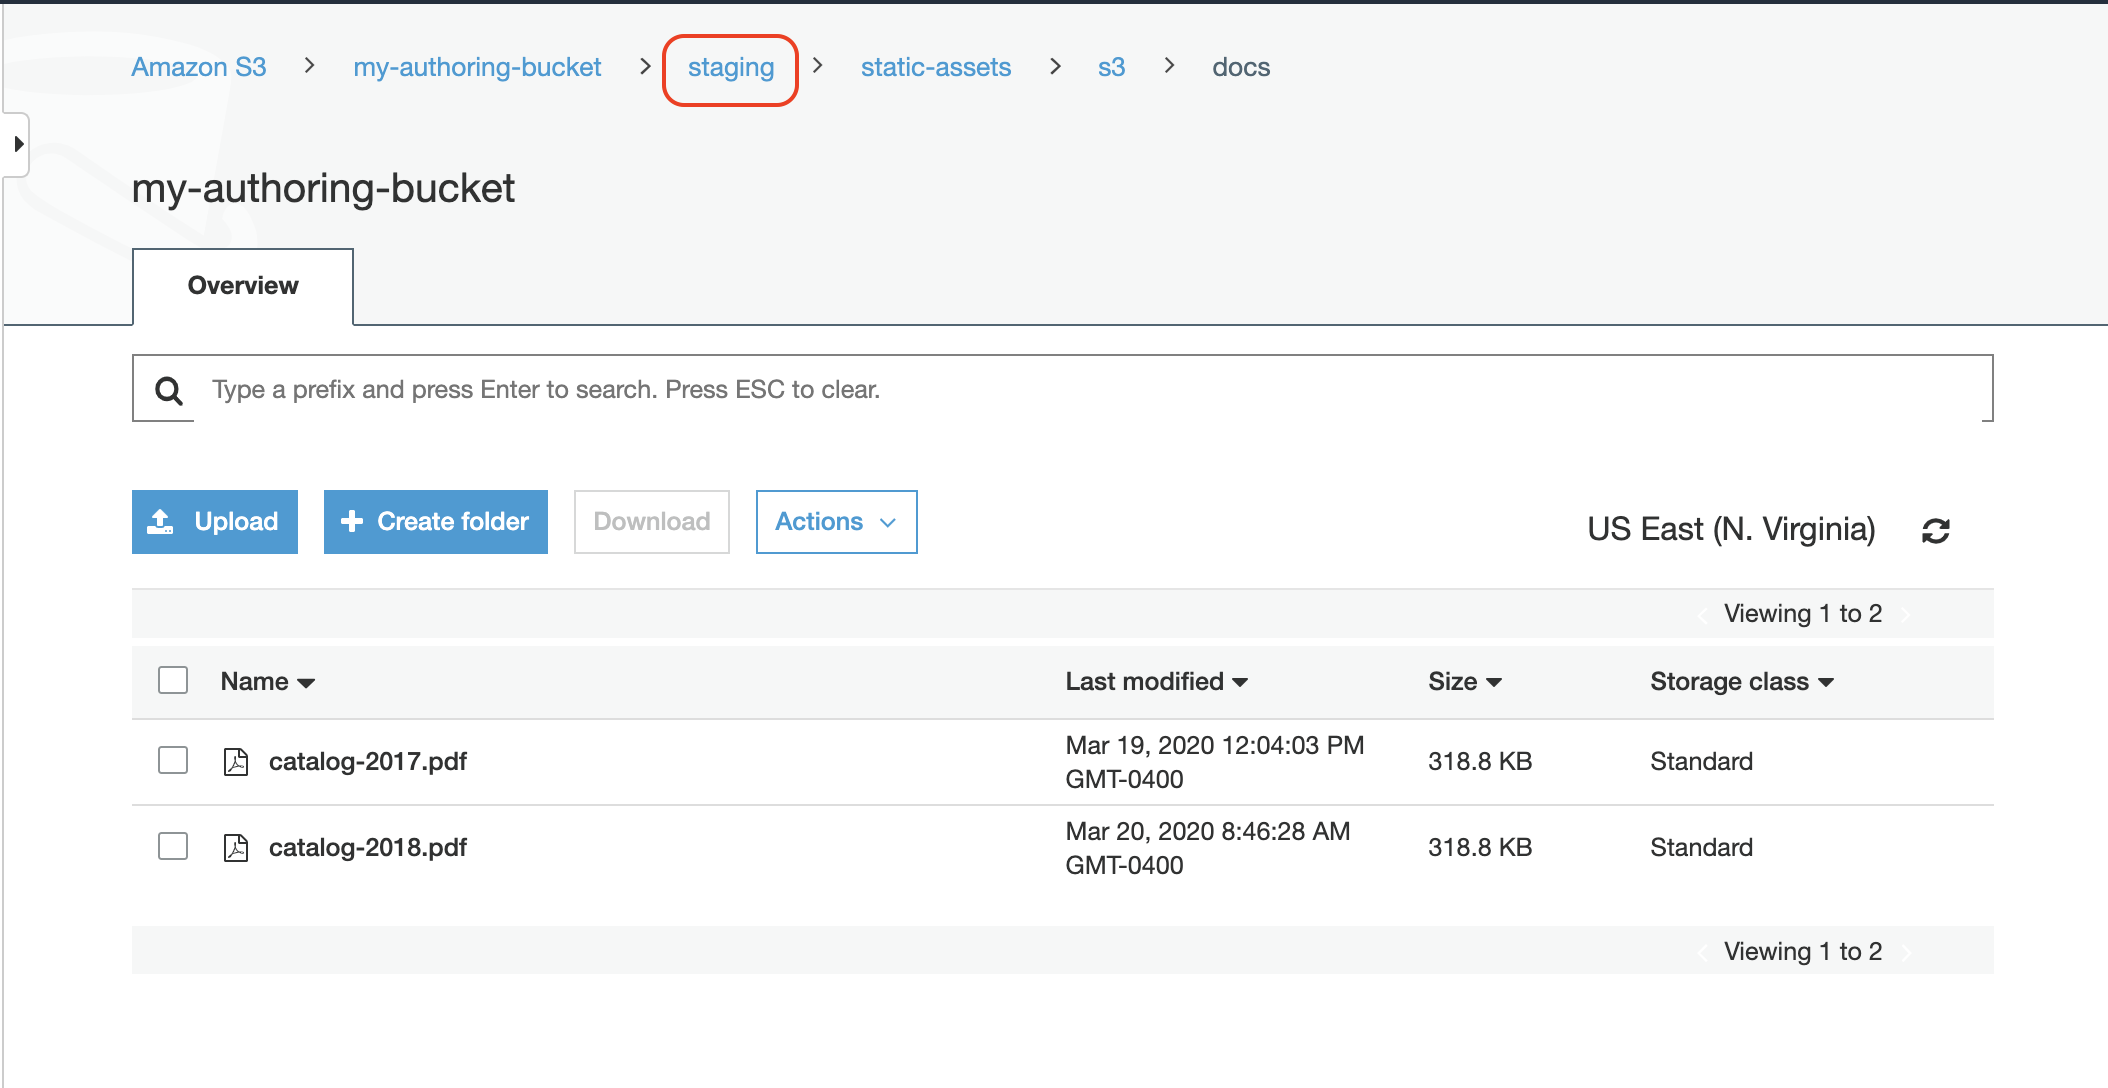 Amazon S3 > my-authoring-bucket > staging > static-assets > s3 > docs
my-authoring-bucket
Overview
Type a prefix and press Enter to search. Press ESC to clear.
Upload Create folder Download Actions US East (N. Virginia)
Viewing 1 to 2
Name Last modified Size Storage class
catalog-2017.pdf Mar 19, 2020 12:04:03 PM GMT-0400 318.8 KB Standard
catalog-2018.pdf Mar 20, 2020 8:46:28 AM GMT-0400 318.8 KB Standard
Viewing 1 to 2